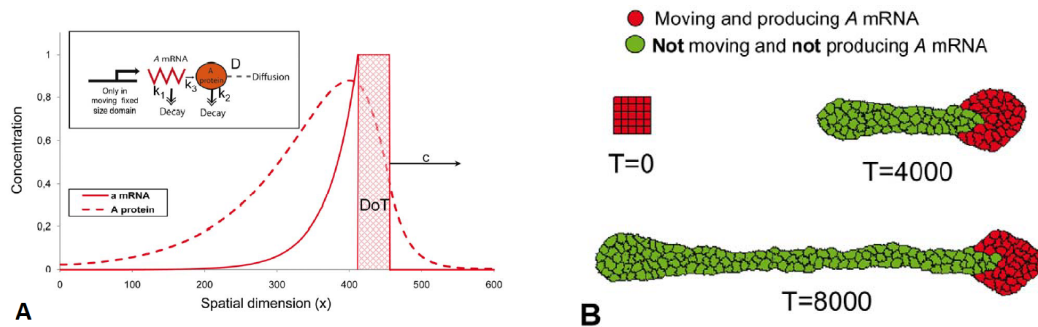 A mRNA
D
A
protein
Diffusion
k3
k1
k2
Only in
moving fixed
size domain
Decay
Decay
Concentration
1
0,8
0,6
0,4
0,2
0
a mRNA
A protein
DoT
c
0
100
200
300
400
500
600
Spatial dimension (x)
A
Moving and producing A mRNA
Not moving and not producing A mRNA
T=0
T=4000
T=8000
B